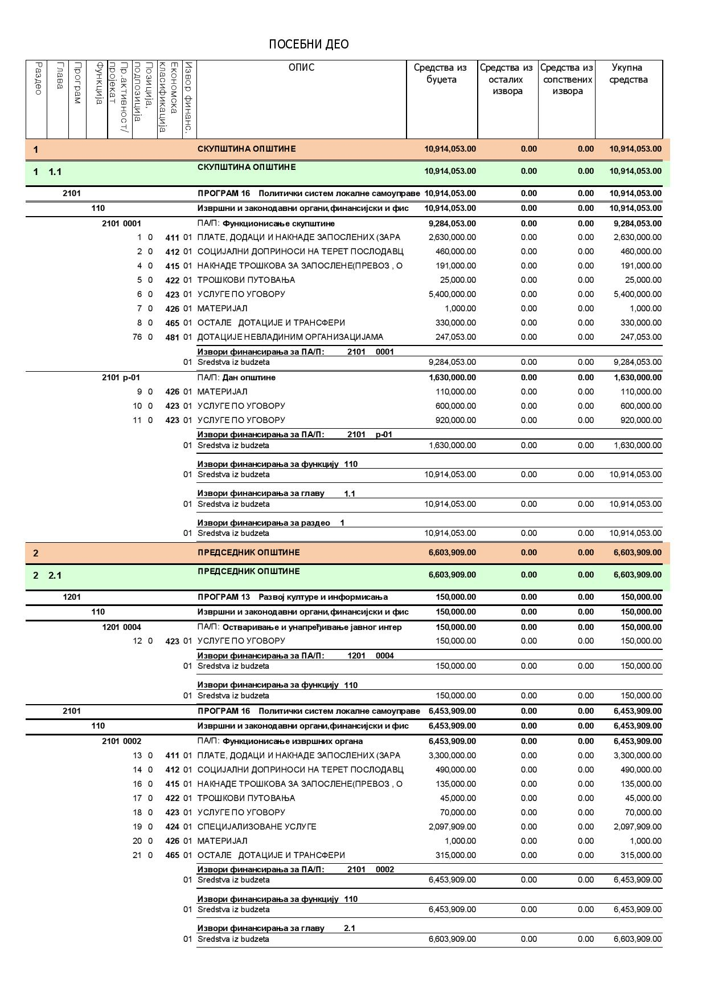 ПОСЕБНИ ДЕО
Раздео Глава Програм Функција Пр.активност/ пројекат Позиција, подпозиција Економска класификација Извор финанс. ОПИС Средства из буџета Средства из осталих извора Средства из сопствених извора Укупна средства
1 СКУПШТИНА ОПШТИНЕ 10,914,053.00 0.00 0.00 10,914,053.00
1 1.1 СКУПШТИНА ОПШТИНЕ 10,914,053.00 0.00 0.00 10,914,053.00
2101 ПРОГРАМ 16 Политички систем локалне самоуправе 10,914,053.00 0.00 0.00 10,914,053.00
110 Извршни и законодавни органи,финансијски и фис 10,914,053.00 0.00 0.00 10,914,053.00
2101 0001 ПА/П: Функционисање скупштине 9,284,053.00 0.00 0.00 9,284,053.00
1 0 411 01 ПЛАТЕ, ДОДАЦИ И НАКНАДЕ ЗАПОСЛЕНИХ (ЗАРА 2,630,000.00 0.00 0.00 2,630,000.00
2 0 412 01 СОЦИЈАЛНИ ДОПРИНОСИ НА ТЕРЕТ ПОСЛОДАВЦ 460,000.00 0.00 0.00 460,000.00
4 0 415 01 НАКНАДЕ ТРОШКОВА ЗА ЗАПОСЛЕНЕ(ПРЕВОЗ , О 191,000.00 0.00 0.00 191,000.00
5 0 422 01 ТРОШКОВИ ПУТОВАЊА 25,000.00 0.00 0.00 25,000.00
6 0 423 01 УСЛУГЕ ПО УГОВОРУ 5,400,000.00 0.00 0.00 5,400,000.00
7 0 426 01 МАТЕРИЈАЛ 1,000.00 0.00 0.00 1,000.00
8 0 465 01 ОСТАЛЕ ДОТАЦИЈЕ И ТРАНСФЕРИ 330,000.00 0.00 0.00 330,000.00
76 0 481 01 ДОТАЦИЈЕ НЕВЛАДИНИМ ОРГАНИЗАЦИЈАМА 247,053.00 0.00 0.00 247,053.00
Извори финансирања за ПА/П: 2101 0001
01 Sredstva iz budzeta 9,284,053.00 0.00 0.00 9,284,053.00
2101 p-01 ПА/П: Дан општине 1,630,000.00 0.00 0.00 1,630,000.00
9 0 426 01 МАТЕРИЈАЛ 110,000.00 0.00 0.00 110,000.00
10 0 423 01 УСЛУГЕ ПО УГОВОРУ 600,000.00 0.00 0.00 600,000.00
11 0 423 01 УСЛУГЕ ПО УГОВОРУ 920,000.00 0.00 0.00 920,000.00
Извори финансирања за ПА/П: 2101 p-01
01 Sredstva iz budzeta 1,630,000.00 0.00 0.00 1,630,000.00
Извори финансирања за функцију 110
01 Sredstva iz budzeta 10,914,053.00 0.00 0.00 10,914,053.00
Извори финансирања за главу 1.1
01 Sredstva iz budzeta 10,914,053.00 0.00 0.00 10,914,053.00
Извори финансирања за раздео 1
01 Sredstva iz budzeta 10,914,053.00 0.00 0.00 10,914,053.00
2 ПРЕДСЕДНИК ОПШТИНЕ 6,603,909.00 0.00 0.00 6,603,909.00
2 2.1 ПРЕДСЕДНИК ОПШТИНЕ 6,603,909.00 0.00 0.00 6,603,909.00
1201 ПРОГРАМ 13 Развој културе и информисања 150,000.00 0.00 0.00 150,000.00
110 Извршни и законодавни органи,финансијски и фис 150,000.00 0.00 0.00 150,000.00
1201 0004 ПА/П: Остваривање и унапређивање јавног интер 150,000.00 0.00 0.00 150,000.00
12 0 423 01 УСЛУГЕ ПО УГОВОРУ 150,000.00 0.00 0.00 150,000.00
Извори финансирања за ПА/П: 1201 0004
01 Sredstva iz budzeta 150,000.00 0.00 0.00 150,000.00
Извори финансирања за функцију 110
01 Sredstva iz budzeta 150,000.00 0.00 0.00 150,000.00
2101 ПРОГРАМ 16 Политички систем локалне самоуправе 6,453,909.00 0.00 0.00 6,453,909.00
110 Извршни и законодавни органи,финансијски и фис 6,453,909.00 0.00 0.00 6,453,909.00
2101 0002 ПА/П: Функционисање извршних органа 6,453,909.00 0.00 0.00 6,453,909.00
13 0 411 01 ПЛАТЕ, ДОДАЦИ И НАКНАДЕ ЗАПОСЛЕНИХ (ЗАРА 3,300,000.00 0.00 0.00 3,300,000.00
14 0 412 01 СОЦИЈАЛНИ ДОПРИНОСИ НА ТЕРЕТ ПОСЛОДАВЦ 490,000.00 0.00 0.00 490,000.00
16 0 415 01 НАКНАДЕ ТРОШКОВА ЗА ЗАПОСЛЕНЕ(ПРЕВОЗ , О 135,000.00 0.00 0.00 135,000.00
17 0 422 01 ТРОШКОВИ ПУТОВАЊА 45,000.00 0.00 0.00 45,000.00
18 0 423 01 УСЛУГЕ ПО УГОВОРУ 70,000.00 0.00 0.00 70,000.00
19 0 424 01 СПЕЦИЈАЛИЗОВАНЕ УСЛУГЕ 2,097,909.00 0.00 0.00 2,097,909.00
20 0 426 01 МАТЕРИЈАЛ 1,000.00 0.00 0.00 1,000.00
21 0 465 01 ОСТАЛЕ ДОТАЦИЈЕ И ТРАНСФЕРИ 315,000.00 0.00 0.00 315,000.00
Извори финансирања за ПА/П: 2101 0002
01 Sredstva iz budzeta 6,453,909.00 0.00 0.00 6,453,909.00
Извори финансирања за функцију 110
01 Sredstva iz budzeta 6,453,909.00 0.00 0.00 6,453,909.00
Извори финансирања за главу 2.1
01 Sredstva iz budzeta 6,603,909.00 0.00 0.00 6,603,909.00